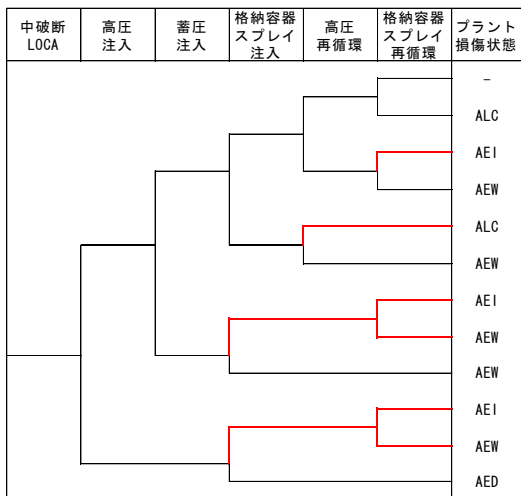 中破断
LOCA
高圧
注入
蓄圧
注入
格納容器
スプレイ
注入
高圧
再循環
格納容器
スプレイ
再循環
プラント
損傷状態
-
ALC
AEI
AEW
ALC
AEW
AEI
AEW
AEW
AEI
AEW
AED